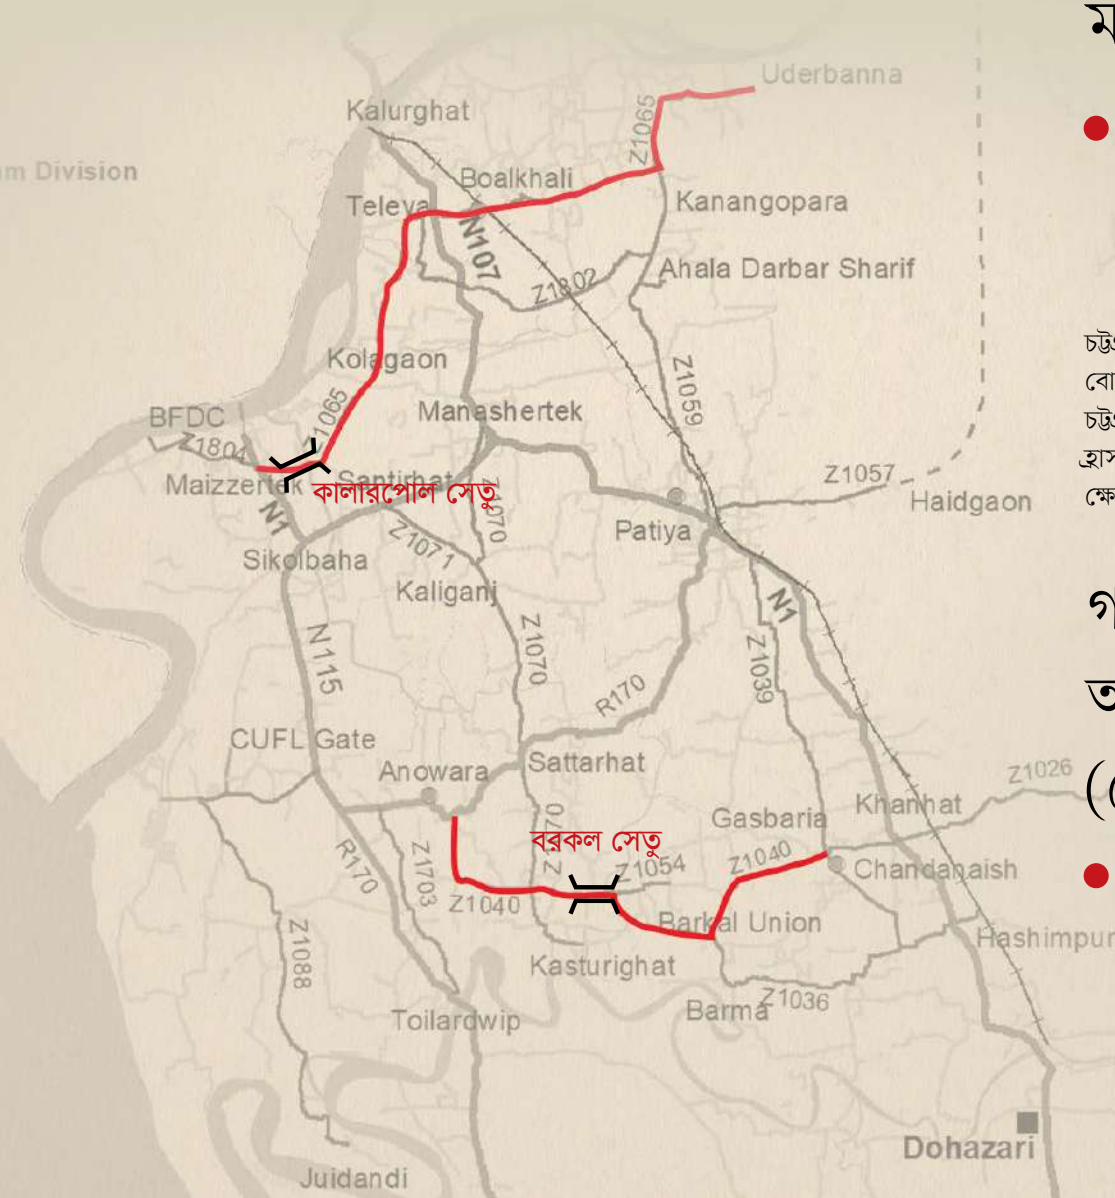 Uderbanna
Kalurghat
Z1065
m Division
Boalkhali
Televa
Kanangopara
N107
Ahala Darbar Sharif
Z1802
চট্ট
Kolagaon
Z1059
বো
Z1065
BFDC
Manashertek
চট্ট
Z1804
হ্রাস
Maizzertek
Santirhat
Z1057
কালারপোল সেতু
Haidgaon
ক্ষে
N1
Z1070
Patiya
Z1071
Sikolbaha
Kaliganj
N1
গ
Z1070
N115
Z1039
R170
ত
CUFL Gate
Anowara
Sattarhat
Z1026
Khanhat
Gasbaria
বরকল সেতু
R170
Z1703
Z1054
Z1040
Chandanaish
Z1040
Barkal Union
Z1088
Hashimpur
Kasturighat
Barma
Z1036
Toilardwip
Dohazari
Juidandi